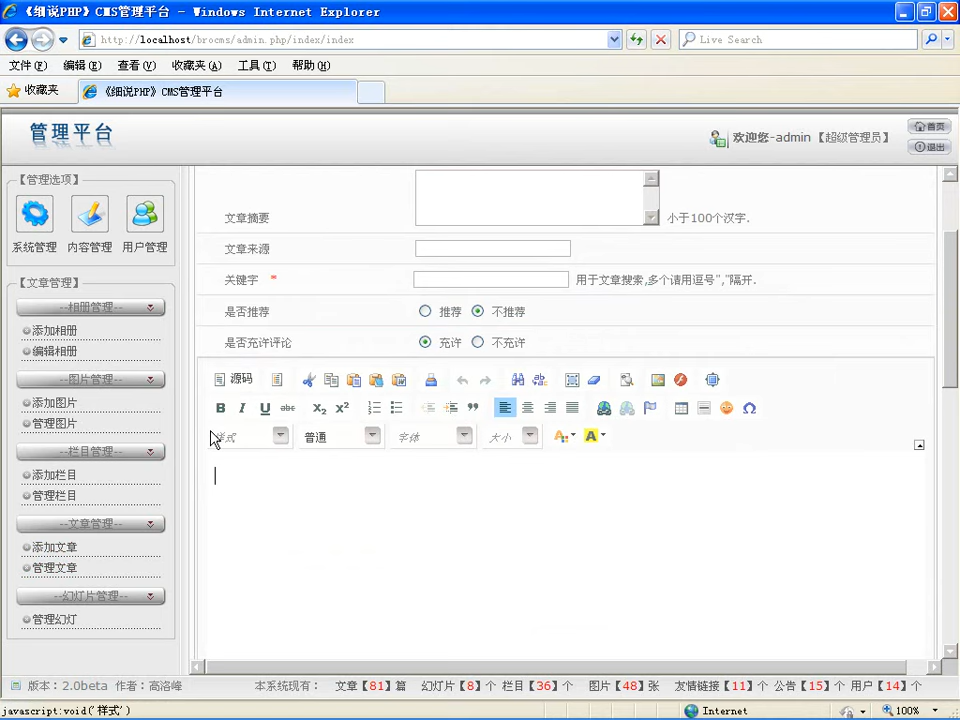 《细说PHP》CMS管理平台 - Windows Internet Explorer
http://localhost/brocms/admin.php/index/index
Live Search
文件(F) 编辑(E) 查看(V) 收藏夹(A) 工具(T) 帮助(H)
收藏夹 《细说PHP》CMS管理平台
管理平台
欢迎您-admin 【超级管理员】
首页
退出
【管理选项】
系统管理 内容管理 用户管理
【文章管理】
--相册管理--
添加相册
编辑相册
--图片管理--
添加图片
管理图片
--栏目管理--
添加栏目
管理栏目
--文章管理--
添加文章
管理文章
--幻灯片管理--
管理幻灯
文章摘要 小于100个汉字.
文章来源
关键字 * 用于文章搜索,多个请用逗号","隔开.
是否推荐 推荐 不推荐
是否充许评论 充许 不充许
源码
B I U abc X₂ X²
样式 普通 字体 大小 A A
版本：2.0beta 作者：高洛峰 本系统现有： 文章【81】篇 幻灯片【8】个 栏目【36】个 图片【48】张 友情链接【11】个 公告【15】个 用户【14】个
javascript:void('样式') Internet 100%